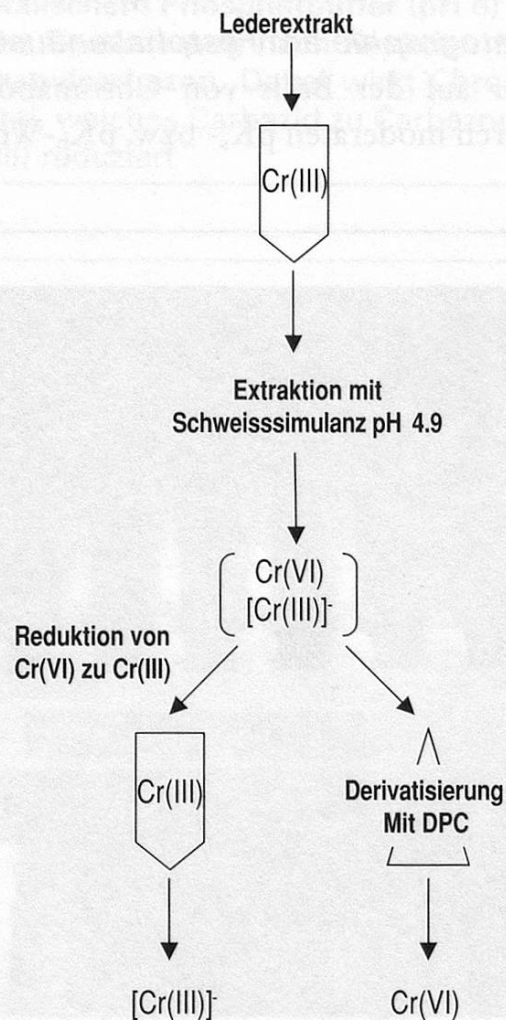 Lederextrakt
Cr(III)
Extraktion mit
Schweisssimulanz pH 4.9
Cr(VI)
[Cr(III)]-
Reduktion von
Cr(VI) zu Cr(III)
Cr(III)
Derivatisierung
Mit DPC
[Cr(III)]-
Cr(VI)